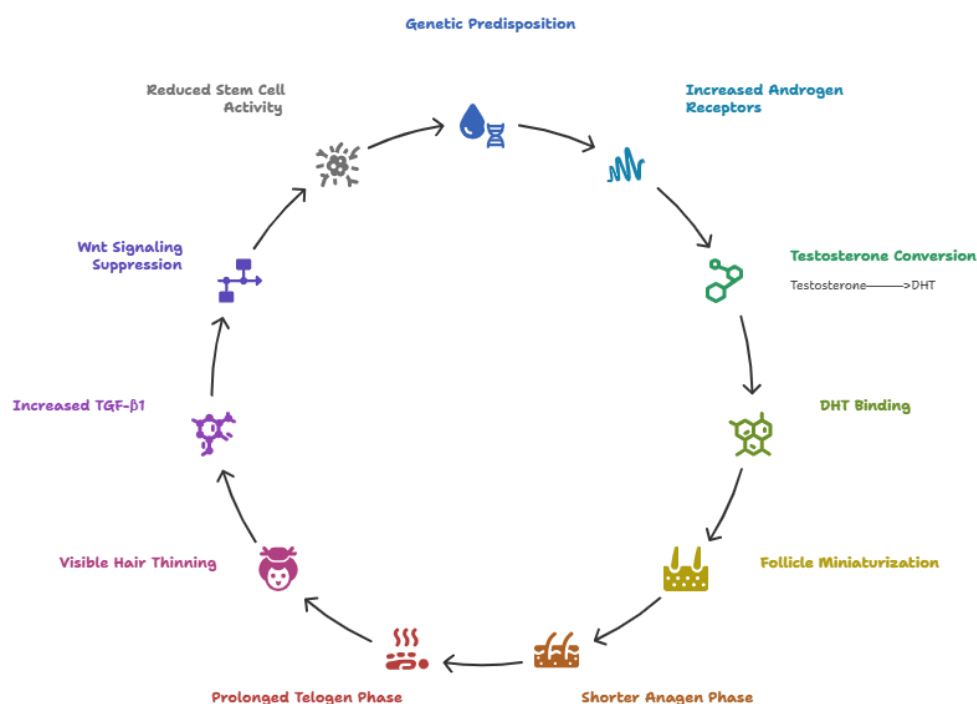 Genetic Predisposition
Reduced Stem Cell
Activity
Increased Androgen
Receptors
Wnt Signaling
Suppression
Testosterone Conversion
Testosterone———>DHT
Increased TGF-β1
DHT Binding
Visible Hair Thinning
Follicle Miniaturization
Prolonged Telogen Phase
Shorter Anagen Phase